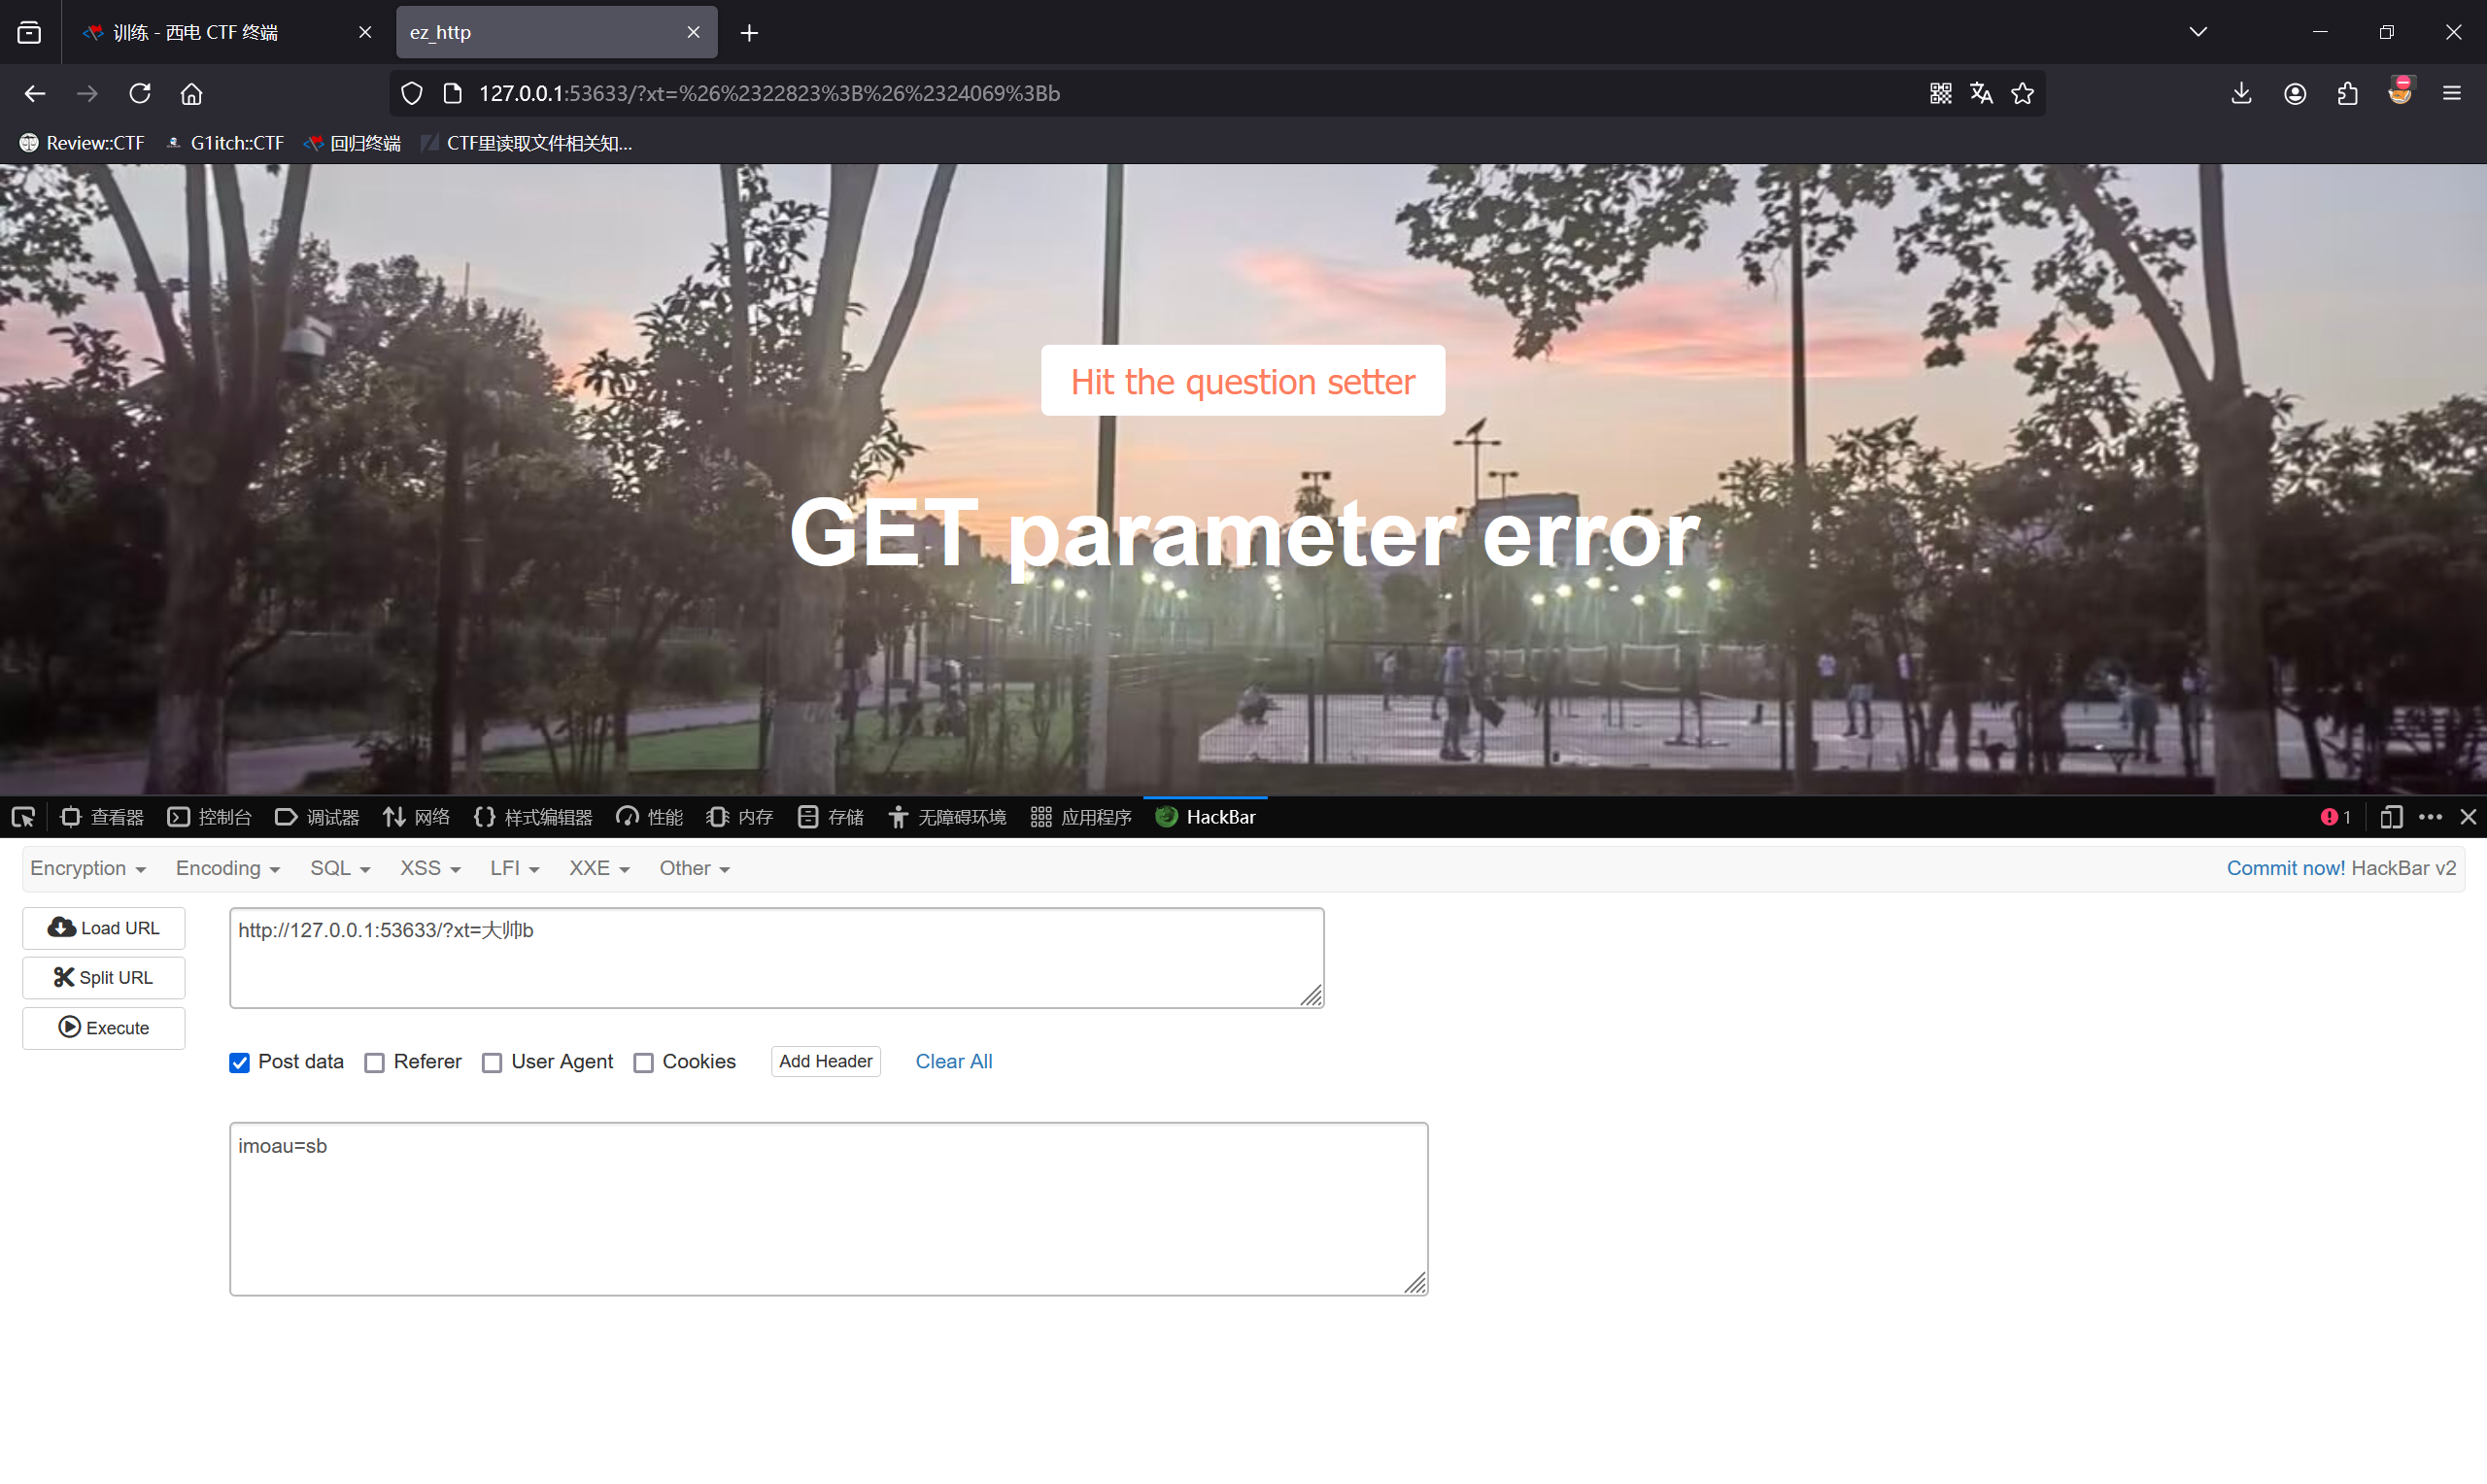 训练 - 西电 CTF 终端
ez_http
127.0.0.1:53633/?xt=%26%2322823%3B%26%2324069%3Bb
Review::CTF
G1itch::CTF
回归终端
CTF里读取文件相关知...
Hit the question setter
GET parameter error
查看器
控制台
调试器
网络
样式编辑器
性能
内存
存储
无障碍环境
应用程序
HackBar
1
Encryption
Encoding
SQL
XSS
LFI
XXE
Other
Commit now! HackBar v2
Load URL
http://127.0.0.1:53633/?xt=大帅b
Split URL
Execute
Post data
Referer
User Agent
Cookies
Add Header
Clear All
imoau=sb